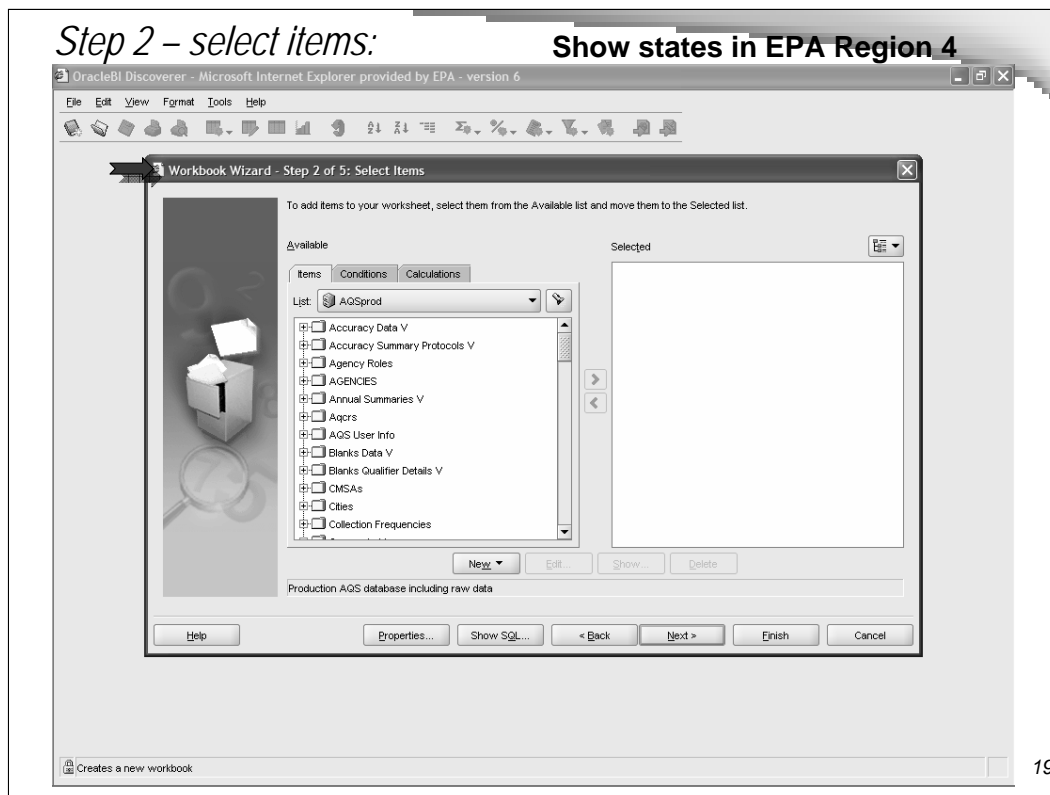 Step 2 – select items:
Show states in EPA Region 4
OracleBI Discoverer - Microsoft Internet Explorer provided by EPA - version 6
File Edit View Format Tools Help
Workbook Wizard - Step 2 of 5: Select Items
To add items to your worksheet, select them from the Available list and move them to the Selected list.
Available
Selected
Items Conditions Calculations
List: AQSprod
Accuracy Data V
Accuracy Summary Protocols V
Agency Roles
AGENCIES
Annual Summaries V
Aqcrs
AQS User Info
Blanks Data V
Blanks Qualifier Details V
CMSAs
Cities
Collection Frequencies
New Edit... Show... Delete
Production AQS database including raw data
Help Properties... Show SQL... < Back Next > Finish Cancel
Creates a new workbook
19